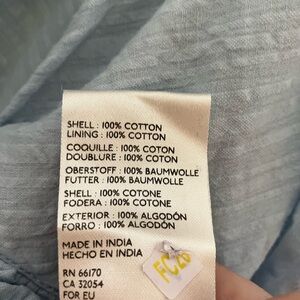 SHELL : 100% COTTON
LINING : 100% COTTON
COQUILLE : 100% COTON
DOUBLURE : 100% COTON
OBERSTOFF : 100% BAUMWOLLE
FUTTER : 100% BAUMWOLLE
SHELL : 100% COTONE
FODERA : 100% COTONE
EXTERIOR : 100% ALGODÓN
FORRO : 100% ALGODÓN
MADE IN INDIA
HECHO EN INDIA
RN 66170
CA 32054
FOR EU